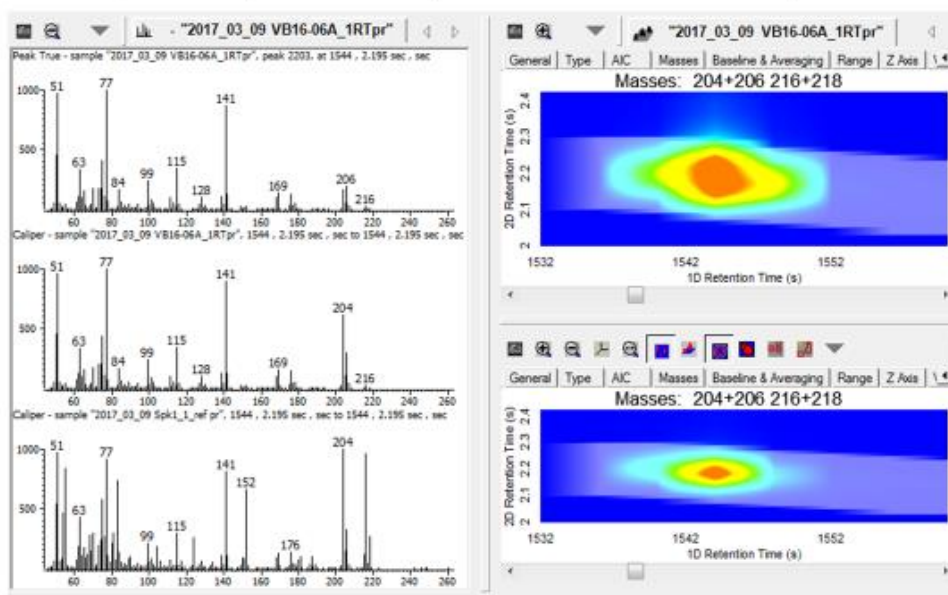 - "2017_03_09 VB16-06A_1RTpr"
Peak True - sample "2017_03_09 VB16-06A_1RTpr", peak 2203, at 1544 , 2.195 sec , sec
1000
500
51
63
77
84
99
115
128
141
169
206
216
60 80 100 120 140 160 180 200 220 240 260
Caliper - sample "2017_03_09 VB16-06A_1RTpr", 1544 , 2.195 sec , sec to 1544 , 2.195 sec , sec
1000
500
51
63
77
84
99
115
128
141
169
204
216
60 80 100 120 140 160 180 200 220 240 260
Caliper - sample "2017_03_09 Spk1_1_ref pr", 1544 , 2.195 sec , sec to 1544 , 2.195 sec , sec
1000
500
51
63
77
99
115
141
152
176
204
60 80 100 120 140 160 180 200 220 240 260
"2017_03_09 VB16-06A_1RTpr"
General Type AIC Masses Baseline & Averaging Range Z Axis
Masses: 204+206 216+218
2D Retention Time (s)
2 2.1 2.2 2.3 2.4
1532 1542 1552
1D Retention Time (s)
General Type AIC Masses Baseline & Averaging Range Z Axis
Masses: 204+206 216+218
2D Retention Time (s)
2 2.1 2.2 2.3 2.4
1532 1542 1552
1D Retention Time (s)